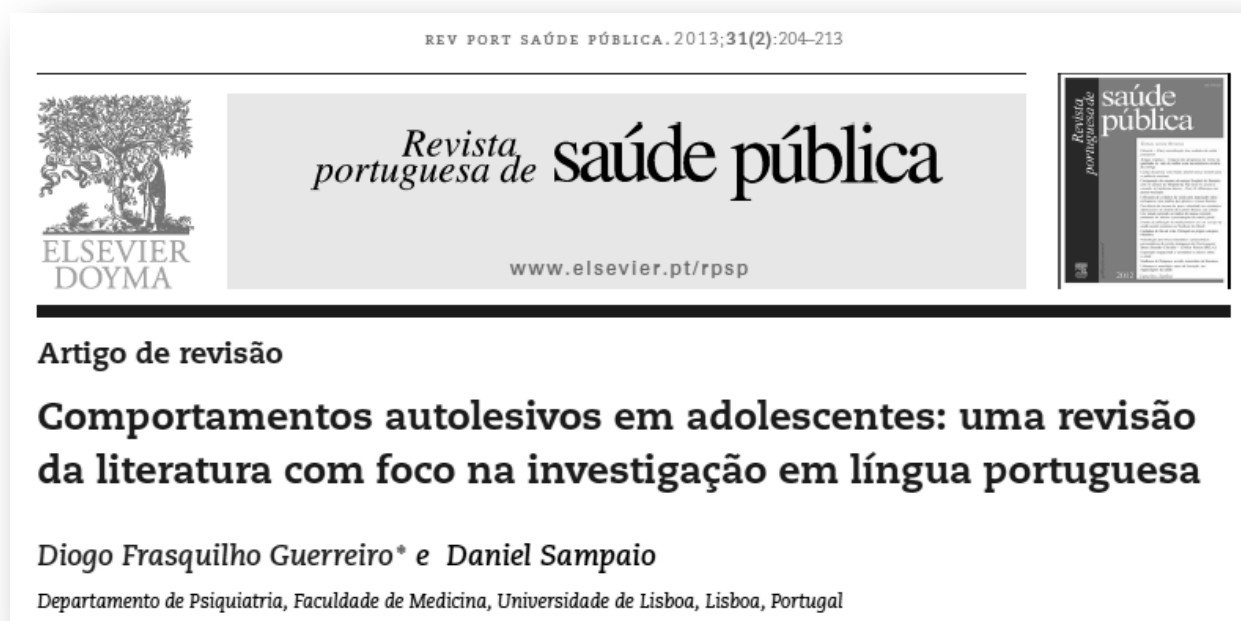 REV PORT SAÚDE PÚBLICA. 2013;31(2):204–213
Revista
portuguesa de saúde pública
www.elsevier.pt/rpsp
ELSEVIER
DOYMA
Revista
portuguesa de
saúde
pública
2012
Artigo de revisão
Comportamentos autolesivos em adolescentes: uma revisão
da literatura com foco na investigação em língua portuguesa
Diogo Frasquilho Guerreiro* e Daniel Sampaio
Departamento de Psiquiatria, Faculdade de Medicina, Universidade de Lisboa, Lisboa, Portugal